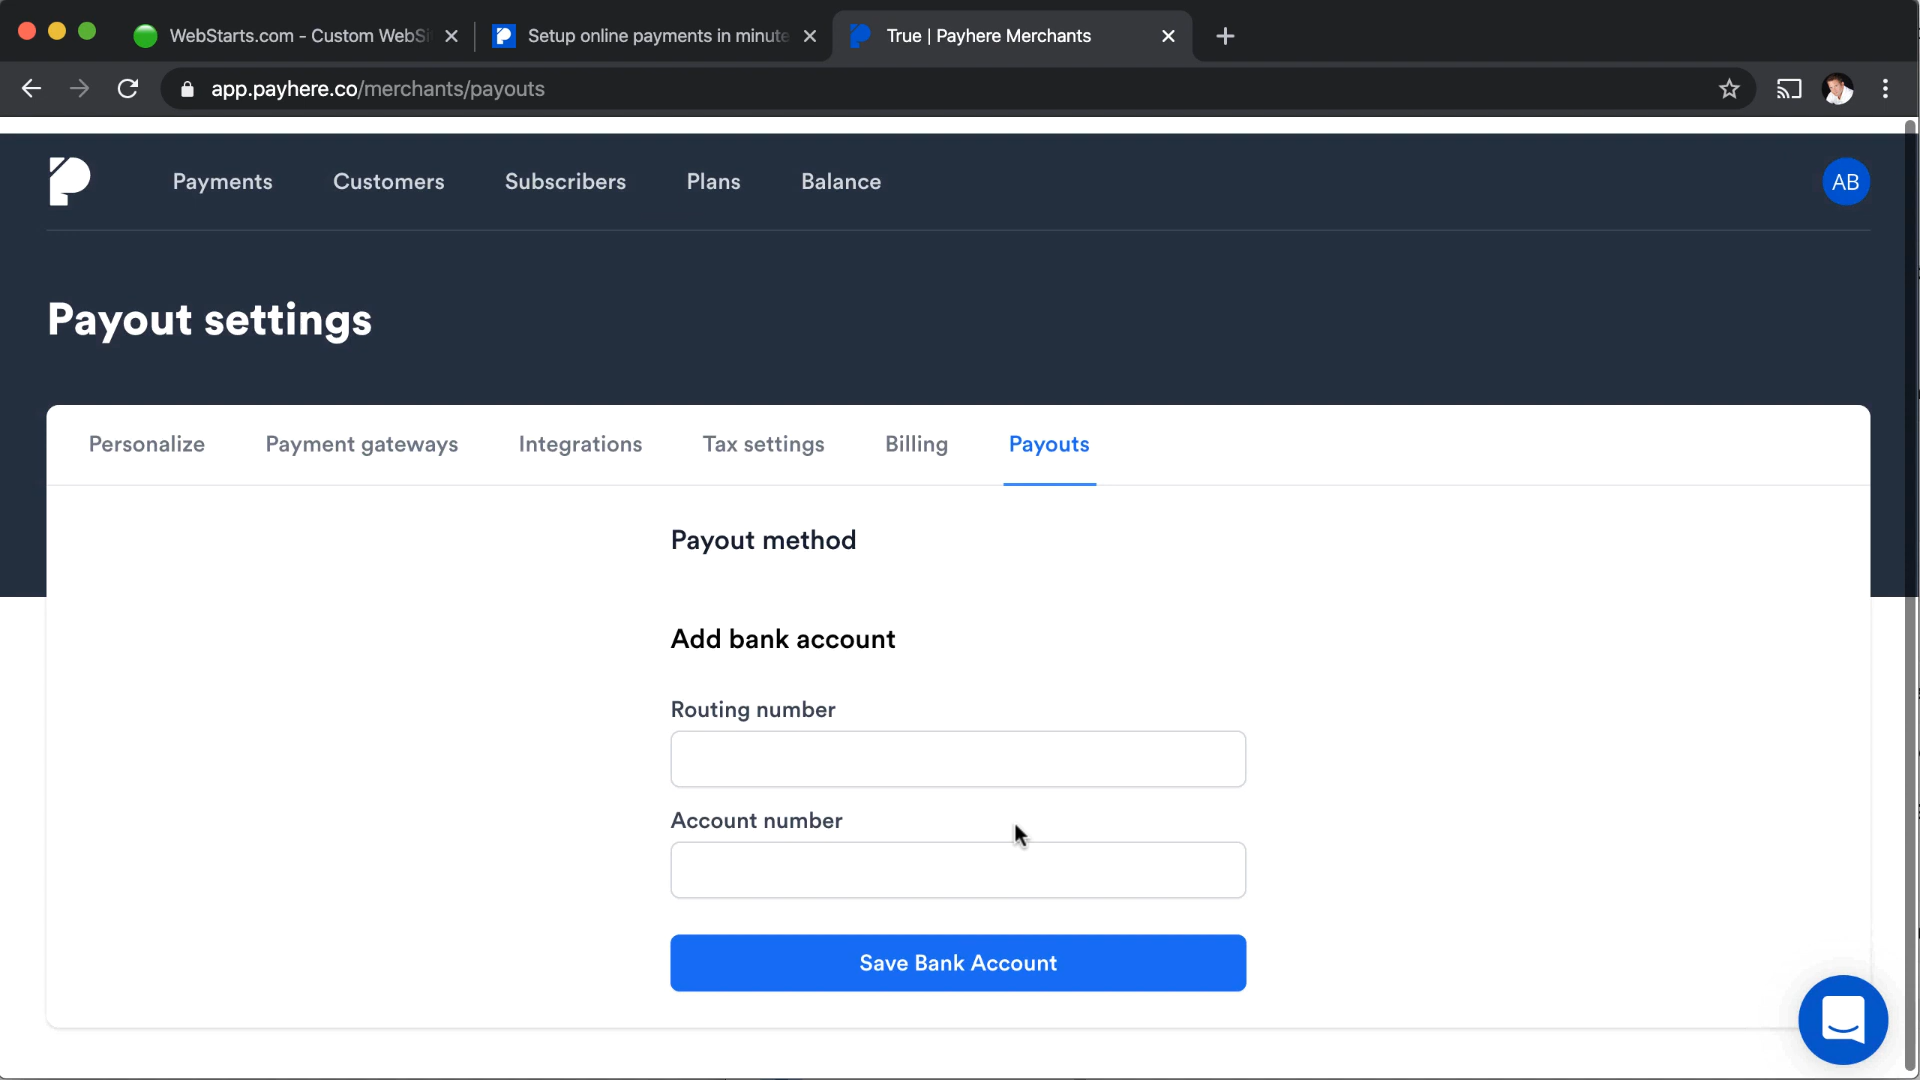 WebStarts.com - Custom WebSi
Setup online payments in minute
True | Payhere Merchants
app.payhere.co/merchants/payouts
Payments Customers Subscribers Plans Balance
AB
Payout settings
Personalize Payment gateways Integrations Tax settings Billing Payouts
Payout method
Add bank account
Routing number
Account number
Save Bank Account